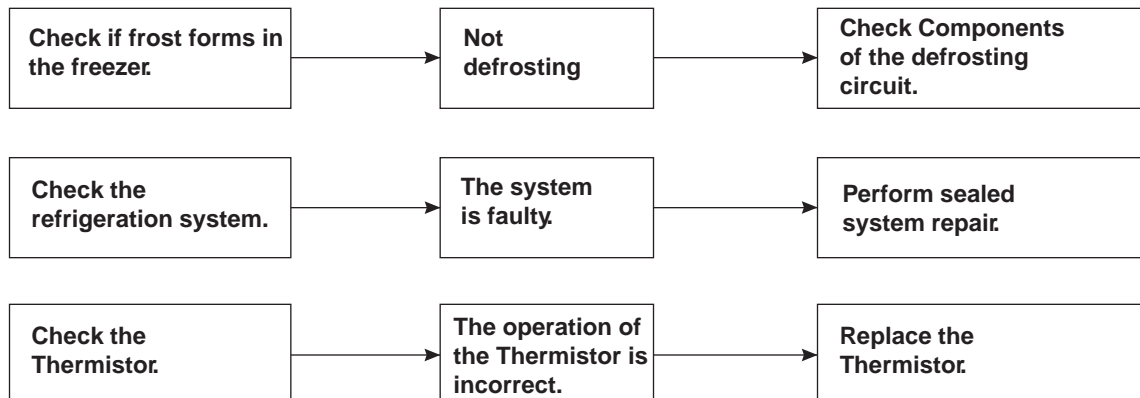 Check if frost forms in
the freezer.
Not
defrosting
Check Components
of the defrosting
circuit.
Check the
refrigeration system.
The system
is faulty.
Perform sealed
system repair.
Check the
Thermistor.
The operation of
the Thermistor is
incorrect.
Replace the
Thermistor.